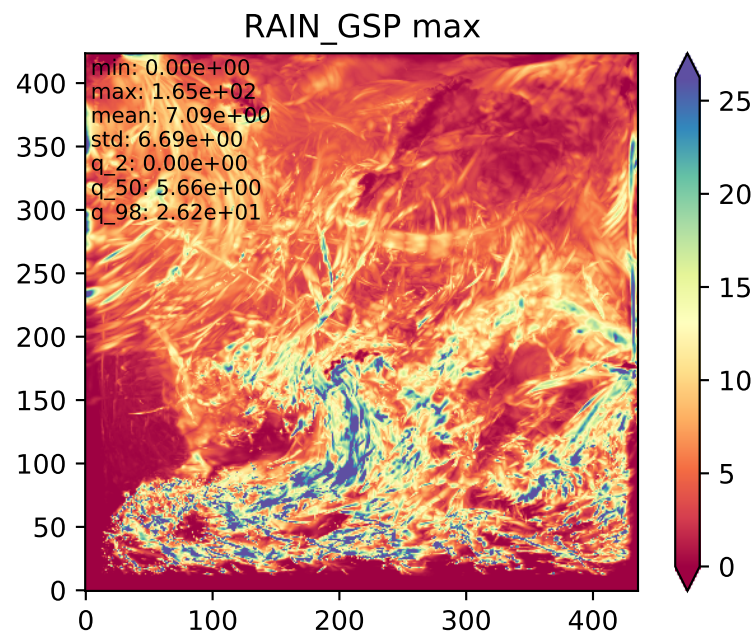 RAIN_GSP max
min: 0.00e+00
max: 1.65e+02
mean: 7.09e+00
std: 6.69e+00
q_2: 0.00e+00
q_50: 5.66e+00
q_98: 2.62e+01
400
350
300
250
200
150
100
50
0
0 100 200 300 400
25
20
15
10
5
0